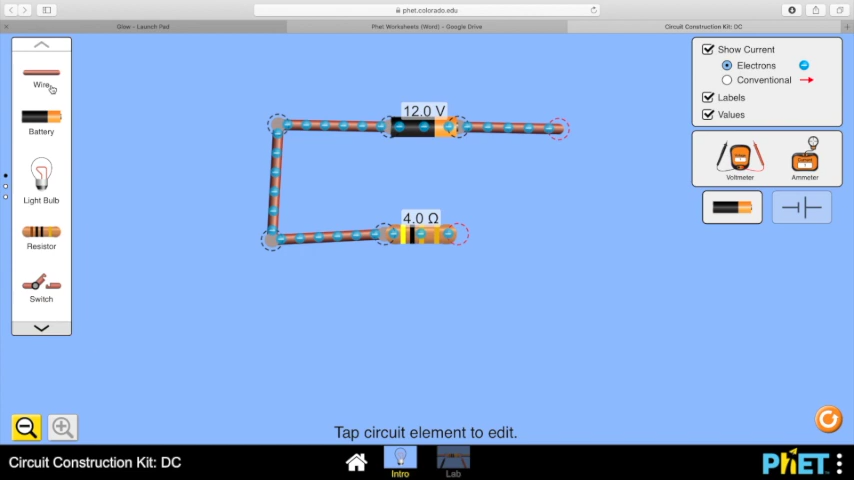 phet.colorado.edu
Glow - Launch Pad
Phet Worksheets (Word) - Google Drive
Circuit Construction Kit: DC
Wire
Battery
Light Bulb
Resistor
Switch
12.0 V
4.0 Ω
Show Current
Electrons
Conventional
Labels
Values
Voltmeter
Ammeter
Tap circuit element to edit.
Circuit Construction Kit: DC
Intro
Lab
PhET